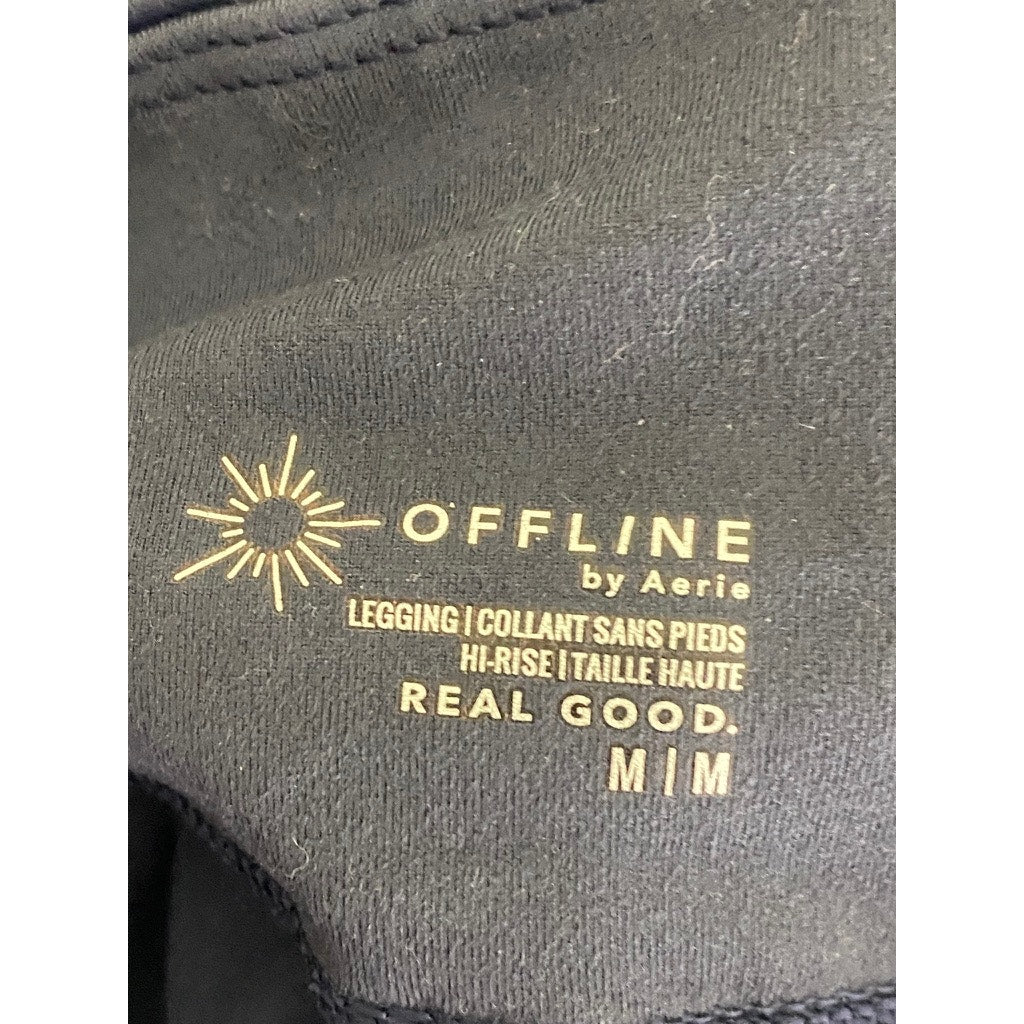 OFFLINE
by Aerie
LEGGING | COLLANT SANS PIEDS
HI-RISE | TAILLE HAUTE
REAL GOOD.
M | M